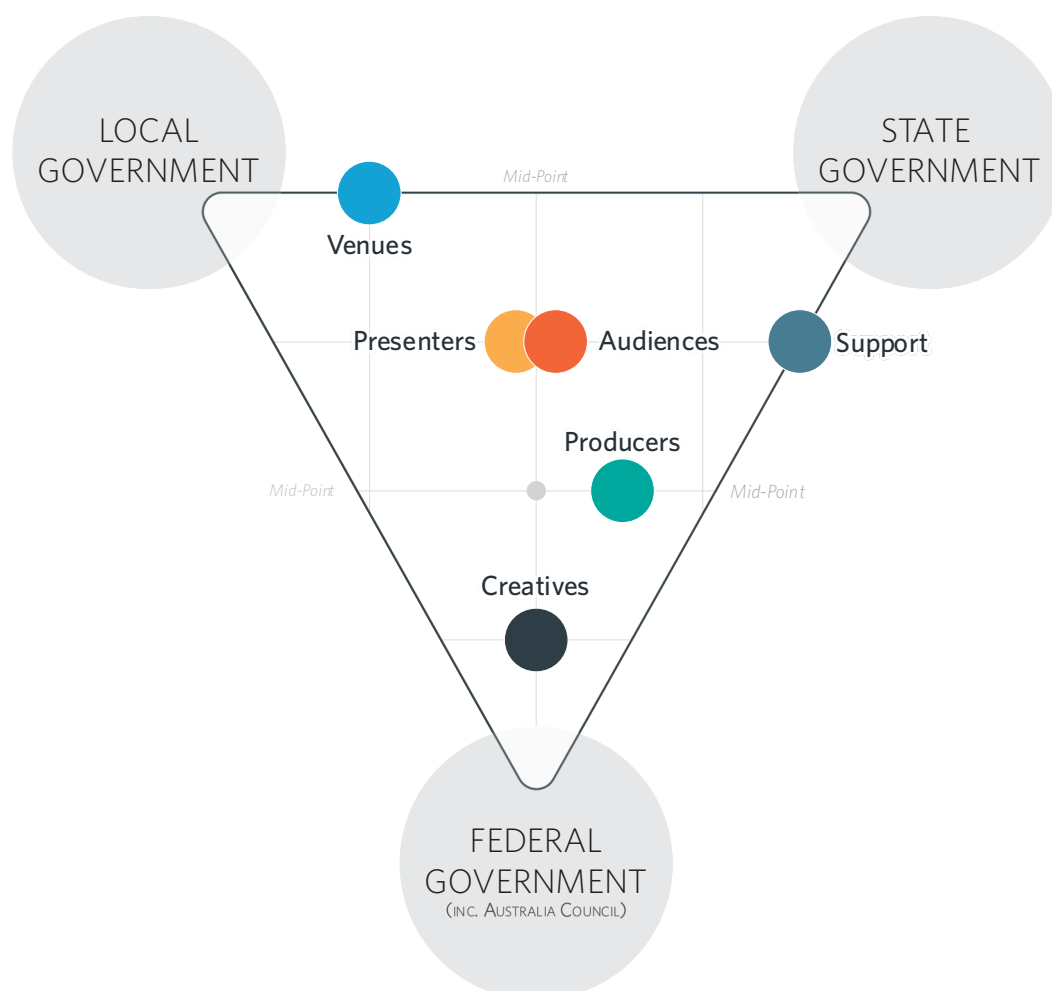 LOCAL
GOVERNMENT
STATE
GOVERNMENT
Mid-Point
Venues
Presenters
Audiences
Support
Producers
Mid-Point
Mid-Point
Creatives
FEDERAL
GOVERNMENT
(INC. AUSTRALIA COUNCIL)